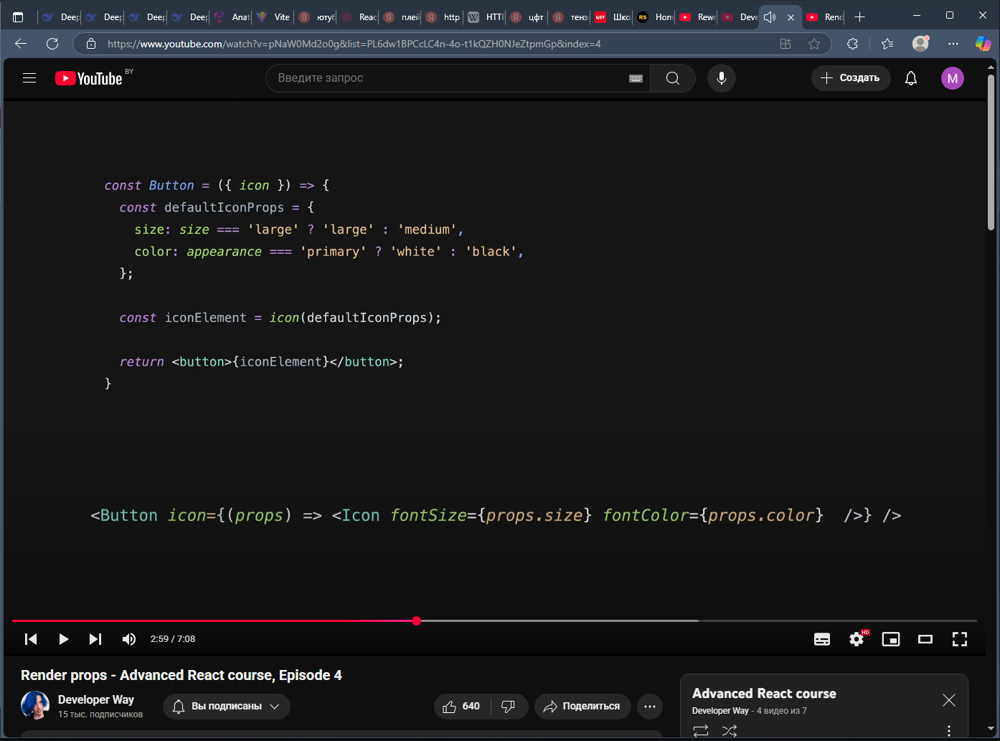 Deep
Deep
Deep
Deep
Anat
Vite
ютуб
Reac
плей
http
HTTP
цфт -
тенз
ЦФТ
Шко
RS
Hom
Rewr
Deve
Rend
https://www.youtube.com/watch?v=pNaW0Md2o0g&list=PL6dw1BPCcLC4n-4o-t1kQZH0NJeZtpmGp&index=4
YouTube BY
Введите запрос
Создать
M
const Button = ({ icon }) => {
const defaultIconProps = {
size: size === 'large' ? 'large' : 'medium',
color: appearance === 'primary' ? 'white' : 'black',
};
const iconElement = icon(defaultIconProps);
return <button>{iconElement}</button>;
}
<Button icon={(props) => <Icon fontSize={props.size} fontColor={props.color} />} />
2:59 / 7:08
HD
Render props - Advanced React course, Episode 4
Developer Way
15 тыс. подписчиков
Вы подписаны
640
Поделиться
Advanced React course
Developer Way - 4 видео из 7